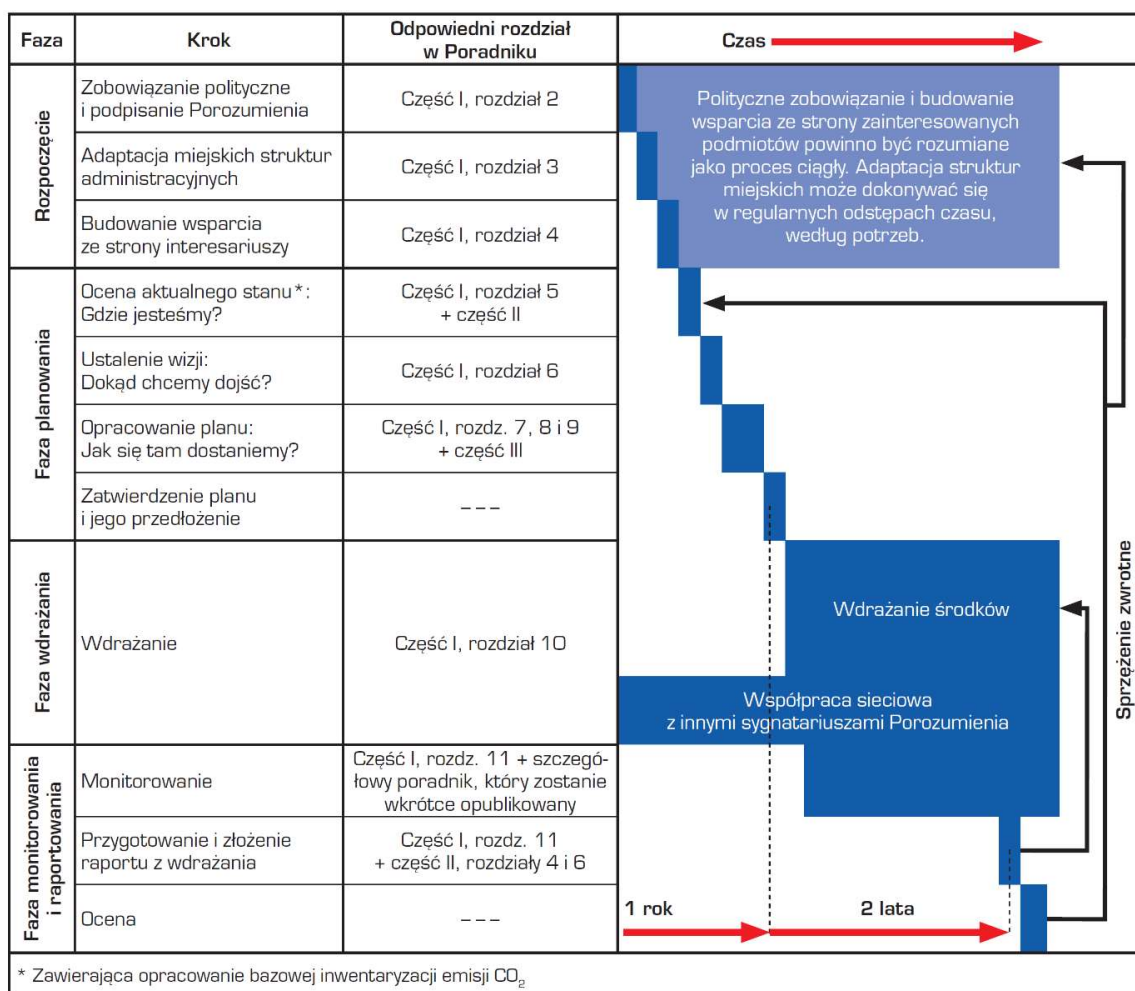 Faza
Krok
Odpowiedni rozdział
w Poradniku
Czas
Rozpoczęcie
Zobowiązanie polityczne
i podpisanie Porozumienia
Część I, rozdział 2
Adaptacja miejskich struktur
administracyjnych
Część I, rozdział 3
Budowanie wsparcia
ze strony interesariuszy
Część I, rozdział 4
Polityczne zobowiązanie i budowanie
wsparcia ze strony zainteresowanych
podmiotów powinno być rozumiane
jako proces ciągły. Adaptacja struktur
miejskich może dokonywać się
w regularnych odstępach czasu,
według potrzeb.
Faza planowania
Ocena aktualnego stanu*:
Gdzie jesteśmy?
Część I, rozdział 5
+ część II
Ustalenie wizji:
Dokąd chcemy dojść?
Część I, rozdział 6
Opracowanie planu:
Jak się tam dostaniemy?
Część I, rozdz. 7, 8 i 9
+ część III
Zatwierdzenie planu
i jego przedłożenie
– – –
Faza wdrażania
Wdrażanie
Część I, rozdział 10
Wdrażanie środków
Współpraca sieciowa
z innymi sygnatariuszami Porozumienia
Sprzężenie zwrotne
Faza monitorowania
i raportowania
Monitorowanie
Część I, rozdz. 11 + szczegó-
łowy poradnik, który zostanie
wkrótce opublikowany
Przygotowanie i złożenie
raportu z wdrażania
Część I, rozdz. 11
+ część II, rozdziały 4 i 6
Ocena
– – –
1 rok
2 lata
* Zawierająca opracowanie bazowej inwentaryzacji emisji CO₂